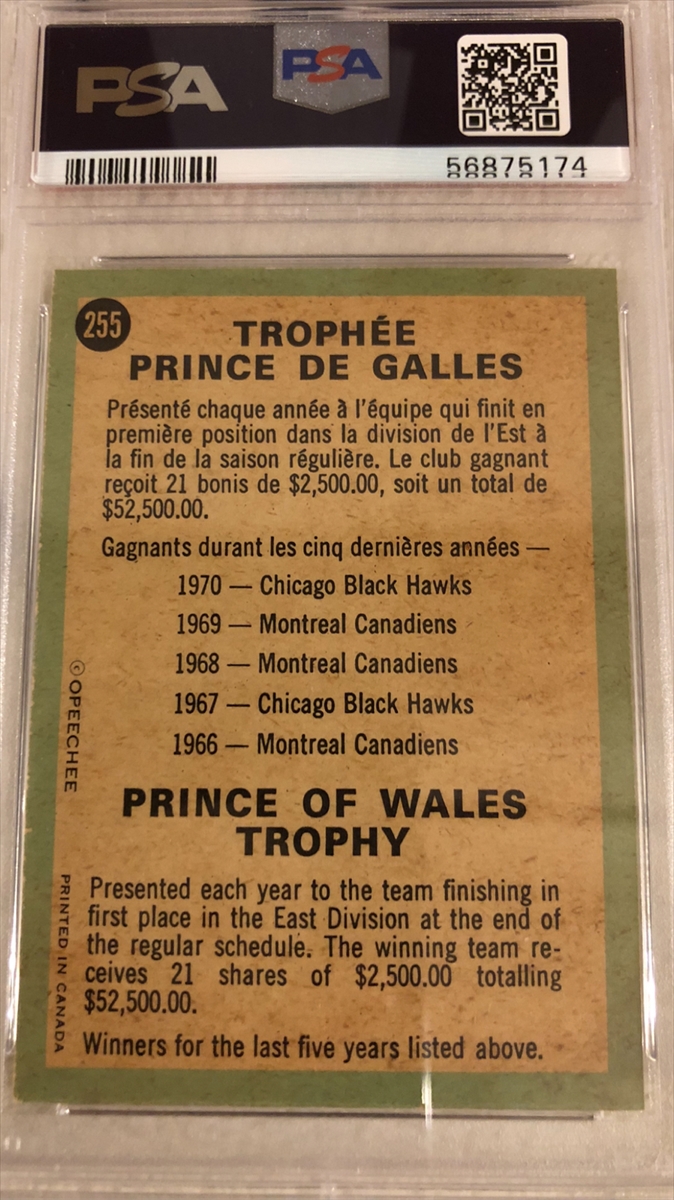 PSA
PSA
56875174
255
TROPHÉE
PRINCE DE GALLES
Présenté chaque année à l'équipe qui finit en
première position dans la division de l'Est à
la fin de la saison régulière. Le club gagnant
reçoit 21 bonis de $2,500.00, soit un total de
$52,500.00.
Gagnants durant les cinq dernières années —
1970 — Chicago Black Hawks
1969 — Montreal Canadiens
1968 — Montreal Canadiens
1967 — Chicago Black Hawks
1966 — Montreal Canadiens
©OPEECHEE
PRINCE OF WALES
TROPHY
Presented each year to the team finishing in
first place in the East Division at the end of
the regular schedule. The winning team re-
ceives 21 shares of $2,500.00 totalling
$52,500.00.
Winners for the last five years listed above.
PRINTED IN CANADA